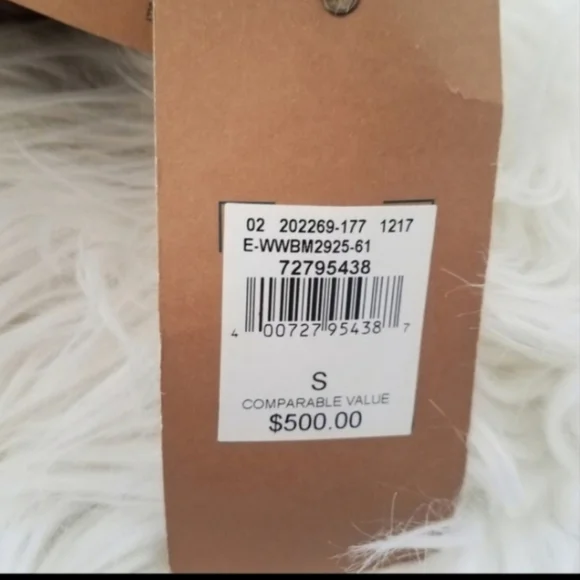 02 202269-177 1217
E-WWBM2925-61
72795438
4 00727 95438 7
S
COMPARABLE VALUE
$500.00